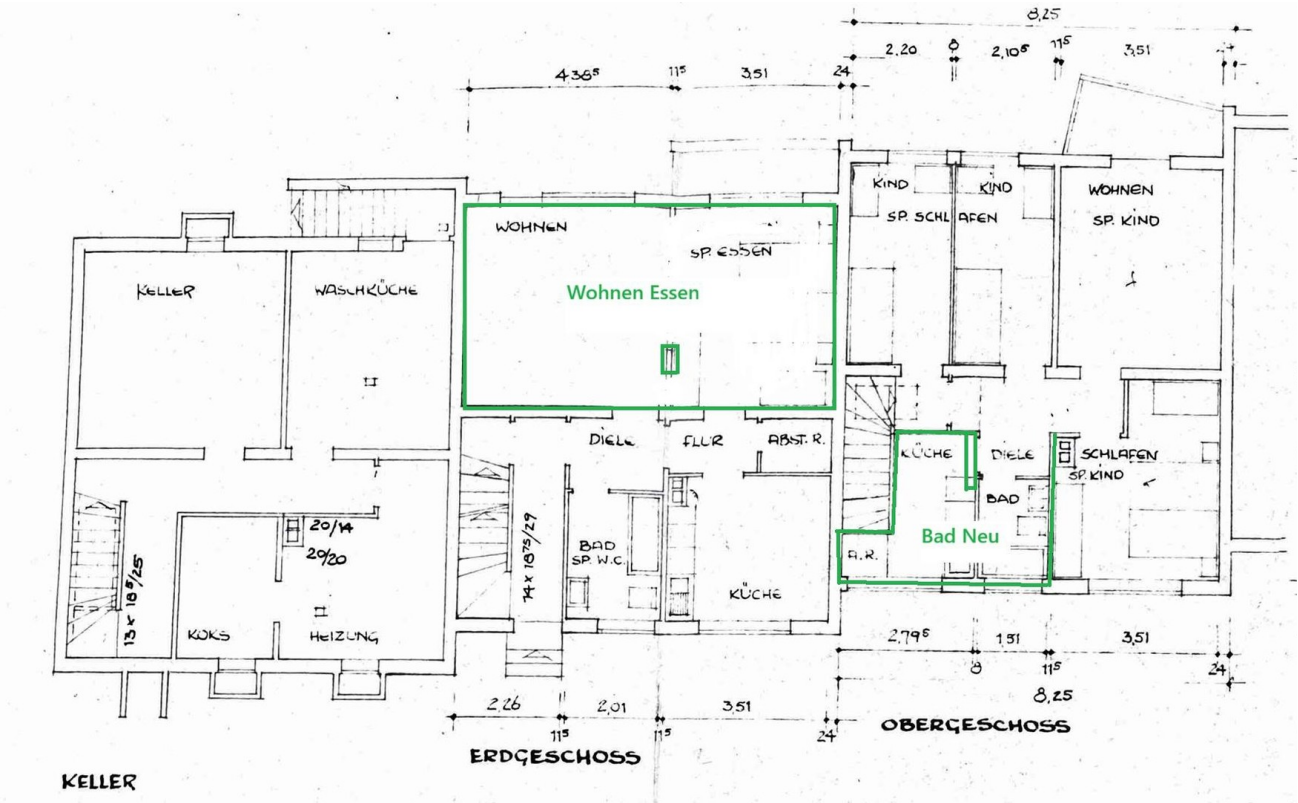 8,25
2,20
8
2,10⁵
11⁵
3,51
4 38⁵
11⁵
3,51
24
KIND
KIND
WOHNEN
SP. SCHLAFEN
SP. KIND
WOHNEN
SP. ESSEN
KELLER
WASCHKÜCHE
Wohnen Essen
DIELE
FLUR
ABST. R.
KÜCHE
DIELE
SCHLAFEN
SP. KIND
BAD
20/14
20/20
14 x 18⁷⁵/29
BAD
SP. W.C.
Bad Neu
A.R.
13 x 18⁵/25
KOKS
HEIZUNG
KÜCHE
2,79⁵
8
1 51
11⁵
3,51
24
8,25
2,26
11⁵
2,01
11⁵
3,51
24
OBERGESCHOSS
ERDGESCHOSS
KELLER